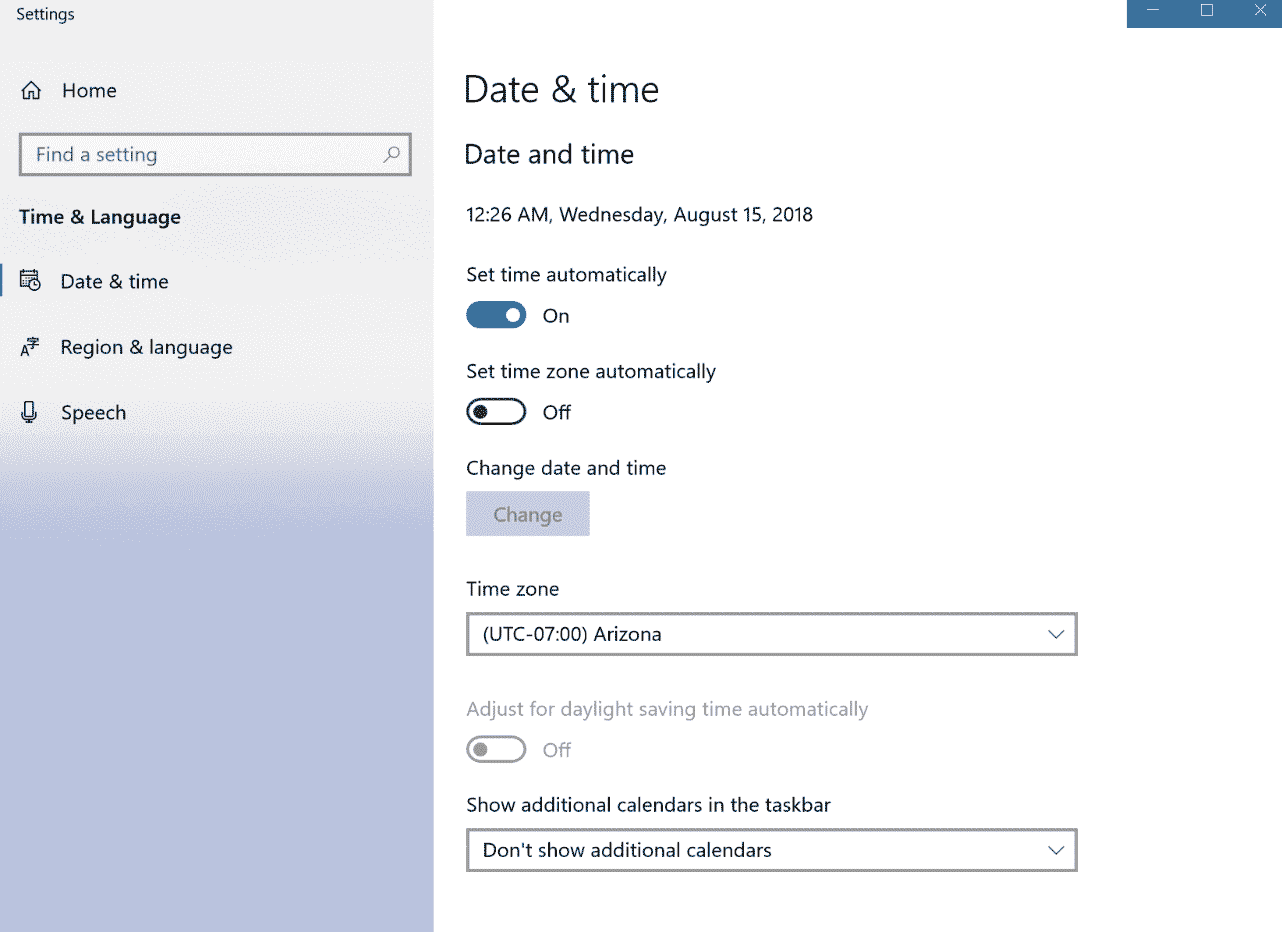 Settings
Home
Find a setting
Time & Language
Date & time
Region & language
Speech
Date & time
Date and time
12:26 AM, Wednesday, August 15, 2018
Set time automatically
On
Set time zone automatically
Off
Change date and time
Change
Time zone
(UTC-07:00) Arizona
Adjust for daylight saving time automatically
Off
Show additional calendars in the taskbar
Don't show additional calendars